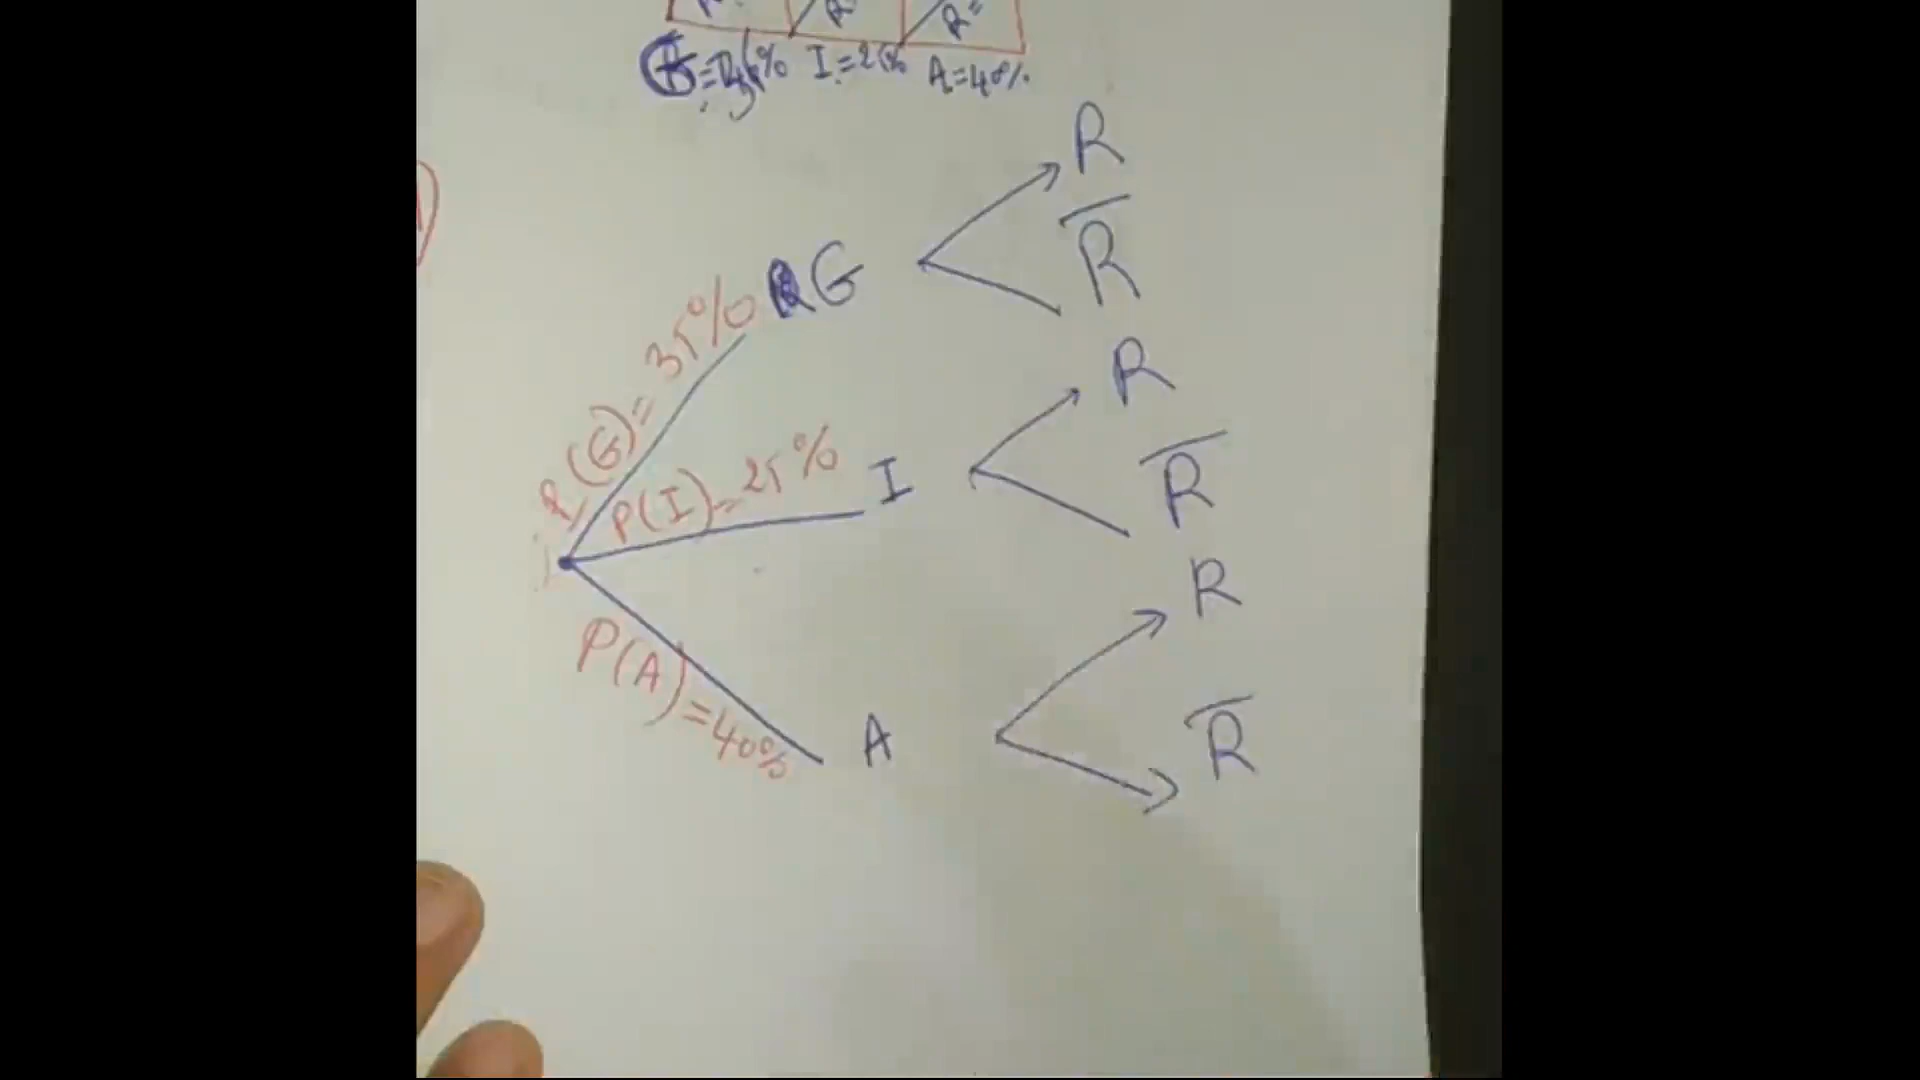 R R R
I = 25% A = 40%
R
R̅
P(G) = 35% G
R
P(I) = 25% I
R̅
R
P(A) = 40% A
R̅